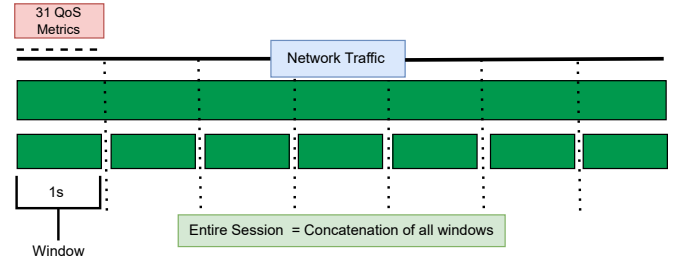 31 QoS
Metrics
Network Traffic
1s
Entire Session = Concatenation of all windows
Window